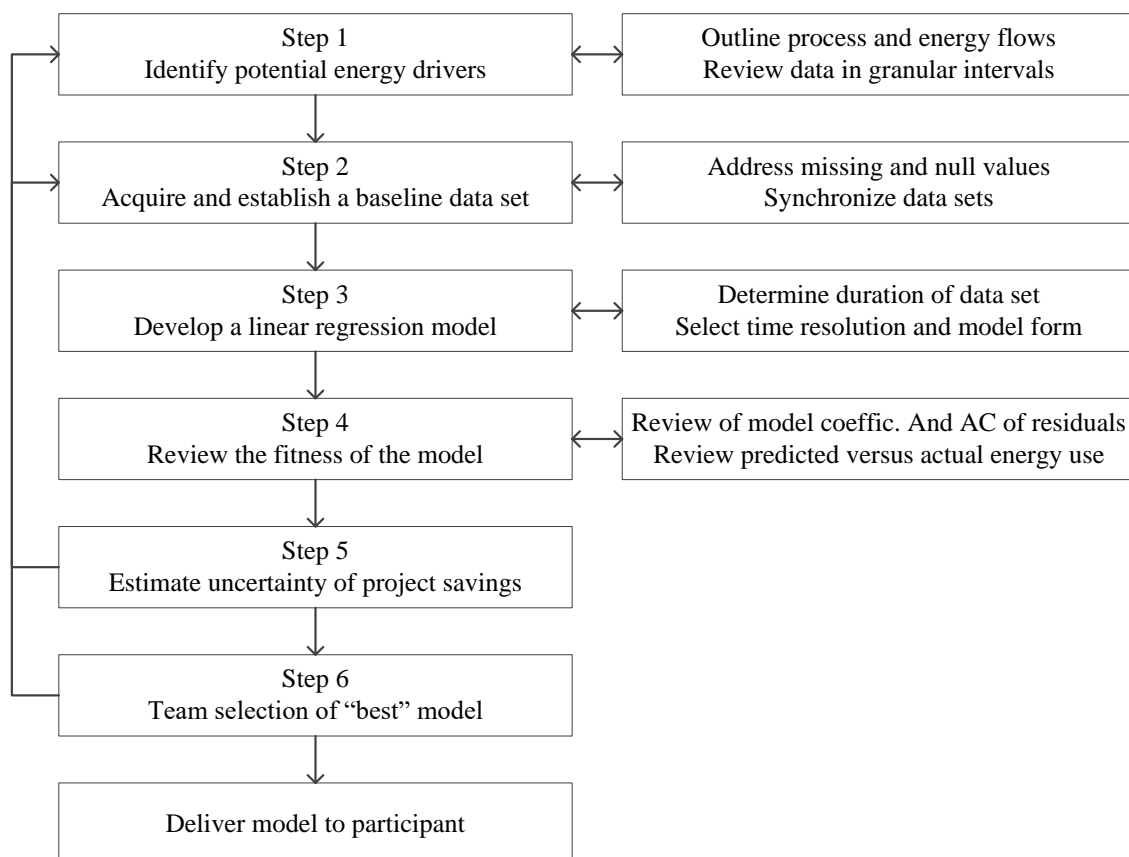 Step 1
Identify potential energy drivers
Outline process and energy flows
Review data in granular intervals
Step 2
Acquire and establish a baseline data set
Address missing and null values
Synchronize data sets
Step 3
Develop a linear regression model
Determine duration of data set
Select time resolution and model form
Step 4
Review the fitness of the model
Review of model coeffic. And AC of residuals
Review predicted versus actual energy use
Step 5
Estimate uncertainty of project savings
Step 6
Team selection of “best” model
Deliver model to participant